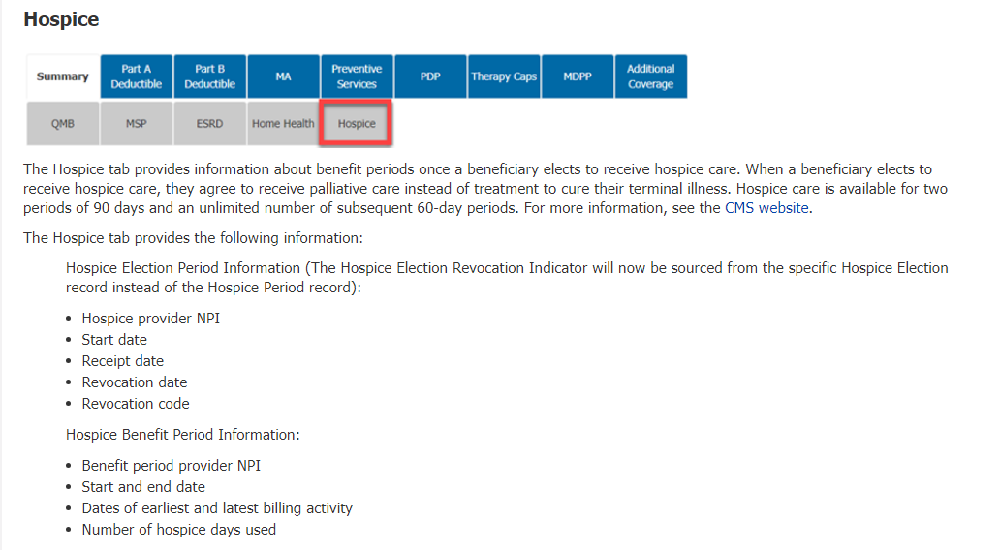 Hospice
Summary
Part A
Deductible
Part B
Deductible
MA
Preventive
Services
PDP
Therapy Caps
MDPP
Additional
Coverage
QMB
MSP
ESRD
Home Health
Hospice
The Hospice tab provides information about benefit periods once a beneficiary elects to receive hospice care. When a beneficiary elects to
receive hospice care, they agree to receive palliative care instead of treatment to cure their terminal illness. Hospice care is available for two
periods of 90 days and an unlimited number of subsequent 60-day periods. For more information, see the CMS website.
The Hospice tab provides the following information:
Hospice Election Period Information (The Hospice Election Revocation Indicator will now be sourced from the specific Hospice Election
record instead of the Hospice Period record):
• Hospice provider NPI
• Start date
• Receipt date
• Revocation date
• Revocation code
Hospice Benefit Period Information:
• Benefit period provider NPI
• Start and end date
• Dates of earliest and latest billing activity
• Number of hospice days used